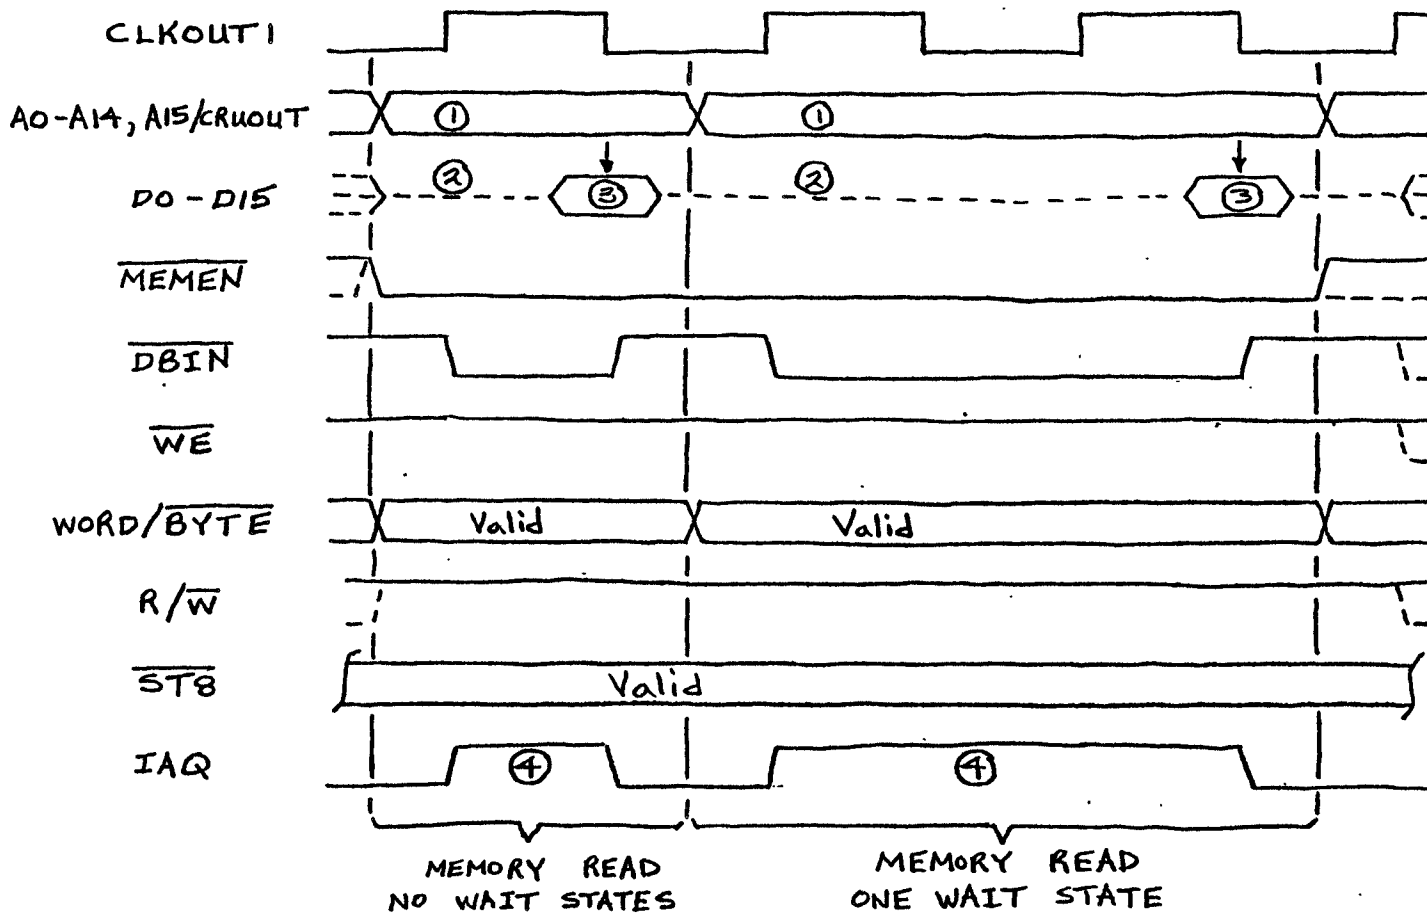 CLKOUT1
A0-A14, A15/CRUOUT
① ①
② ②
D0-D15 ③ ③
MEMEN
DBIN
WE
WORD/BYTE Valid Valid
R/W
ST8 Valid
IAQ ④ ④
MEMORY READ
NO WAIT STATES
MEMORY READ
ONE WAIT STATE